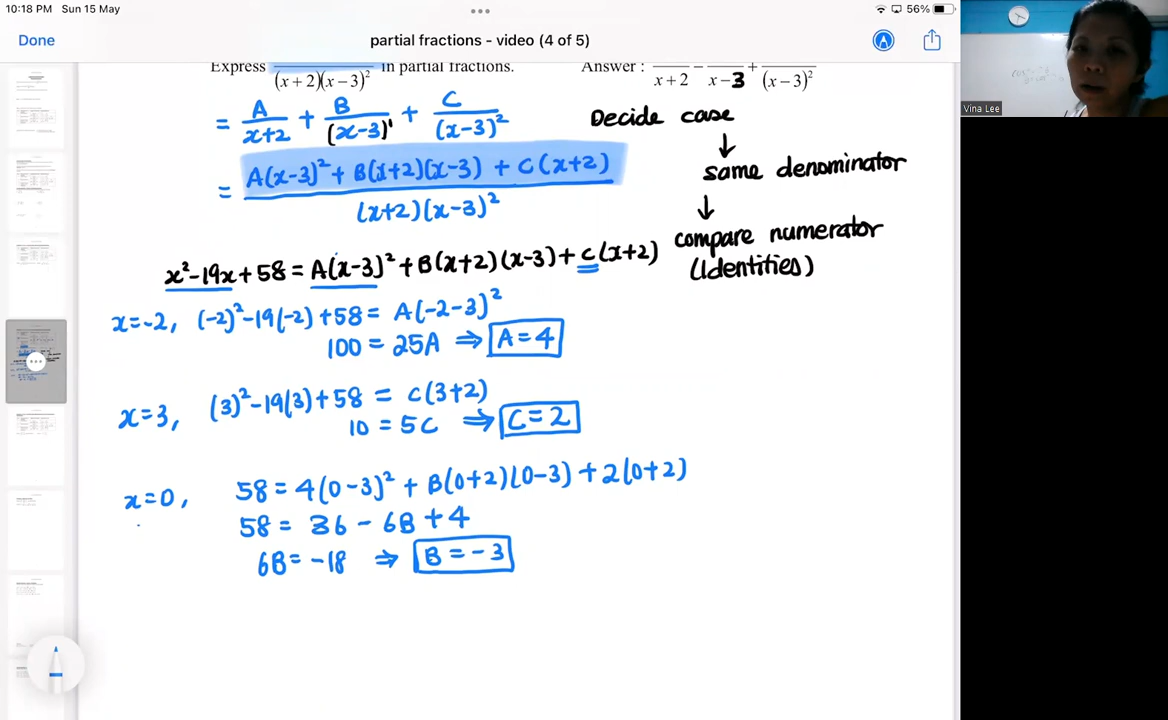 10:18 PM Sun 15 May
56%
Done
partial fractions - video (4 of 5)
Vina Lee
Express (x+2)(x−3)² in partial fractions. Answer : x+2 − x−3 + (x−3)²
= A/(x+2) + B/(x−3)¹ + C/(x−3)²
= A(x−3)² + B(x+2)(x−3) + C(x+2)
(x+2)(x−3)²
Decide case
↓
same denominator
↓
compare numerator
(Identities)
x²−19x+58 = A(x−3)² + B(x+2)(x−3) + C(x+2)
x=−2, (−2)²−19(−2)+58 = A(−2−3)²
100 = 25A ⇒ A=4
x=3, (3)²−19(3)+58 = C(3+2)
10 = 5C ⇒ C=2
x=0, 58 = 4(0−3)² + B(0+2)(0−3) + 2(0+2)
58 = 36 − 6B + 4
6B = −18 ⇒ B = −3